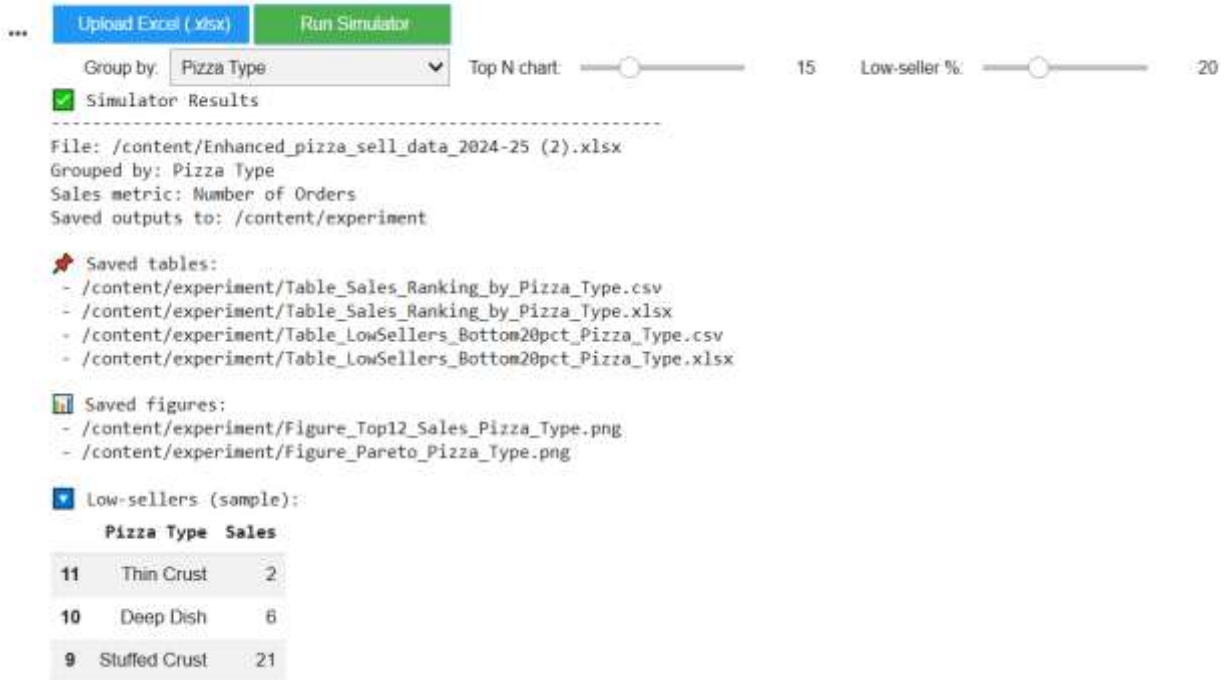 Upload Excel (.xlsx) Run Simulator
Group by: Pizza Type Top N chart: 15 Low-seller %: 20
Simulator Results
------------------------------------------------------------
File: /content/Enhanced_pizza_sell_data_2024-25 (2).xlsx
Grouped by: Pizza Type
Sales metric: Number of Orders
Saved outputs to: /content/experiment
Saved tables:
- /content/experiment/Table_Sales_Ranking_by_Pizza_Type.csv
- /content/experiment/Table_Sales_Ranking_by_Pizza_Type.xlsx
- /content/experiment/Table_LowSellers_Bottom20pct_Pizza_Type.csv
- /content/experiment/Table_LowSellers_Bottom20pct_Pizza_Type.xlsx
Saved figures:
- /content/experiment/Figure_Top12_Sales_Pizza_Type.png
- /content/experiment/Figure_Pareto_Pizza_Type.png
Low-sellers (sample):
Pizza Type Sales
11 Thin Crust 2
10 Deep Dish 6
9 Stuffed Crust 21